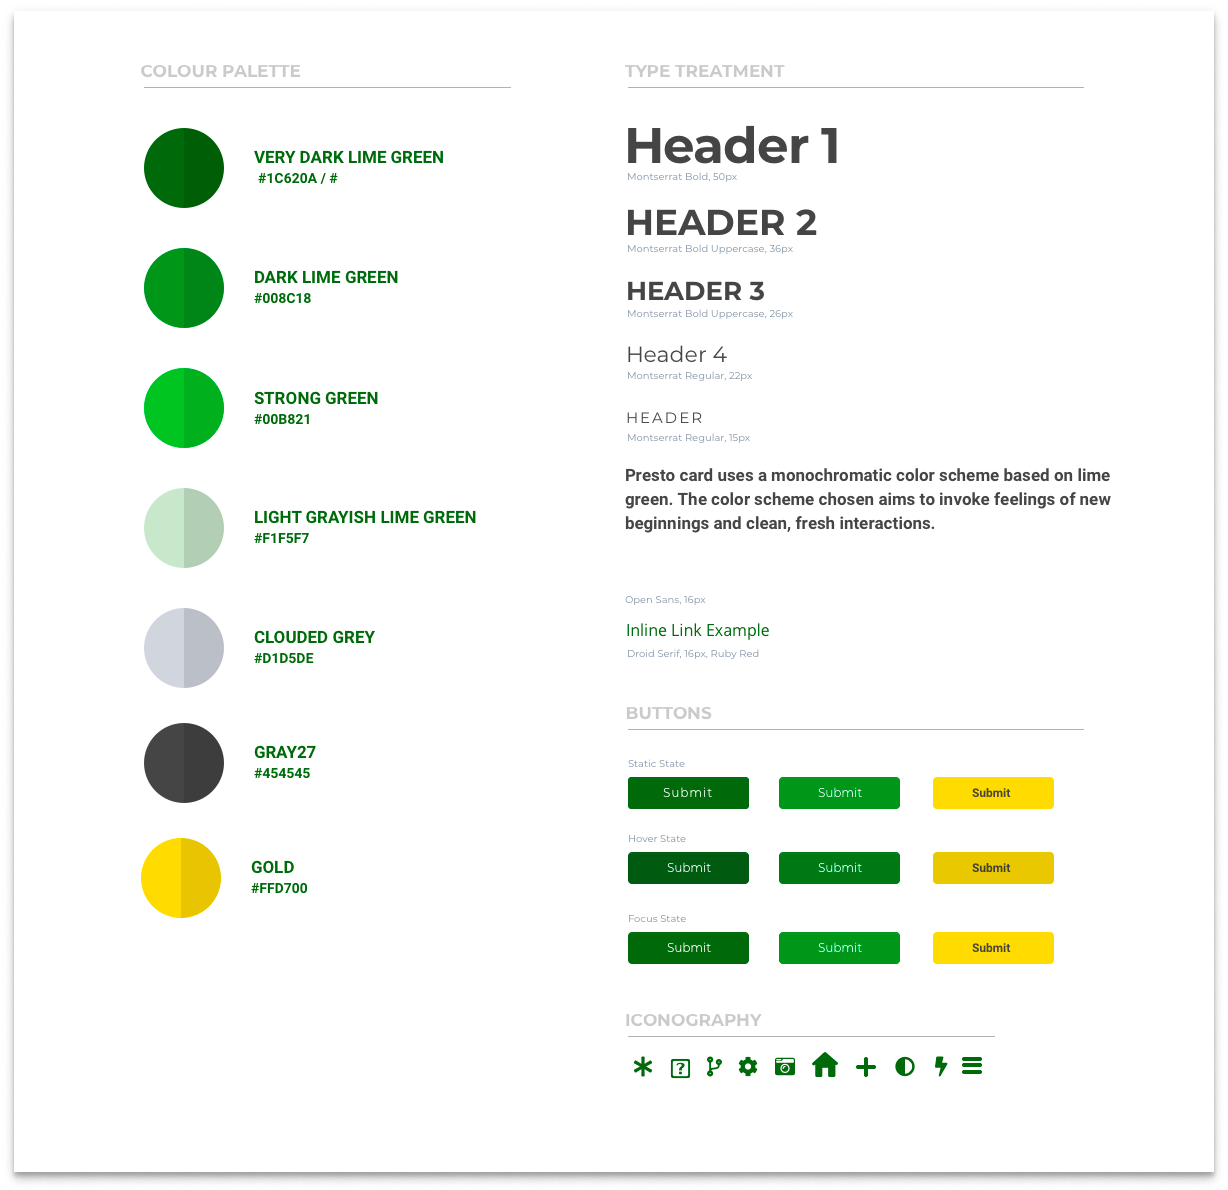 COLOUR PALETTE
VERY DARK LIME GREEN
#1C620A / #
DARK LIME GREEN
#008C18
STRONG GREEN
#00B821
LIGHT GRAYISH LIME GREEN
#F1F5F7
CLOUDED GREY
#D1D5DE
GRAY27
#454545
GOLD
#FFD700
TYPE TREATMENT
Header 1
Montserrat Bold, 50px
HEADER 2
Montserrat Bold Uppercase, 36px
HEADER 3
Montserrat Bold Uppercase, 26px
Header 4
Montserrat Regular, 22px
HEADER
Montserrat Regular, 15px
Presto card uses a monochromatic color scheme based on lime
green. The color scheme chosen aims to invoke feelings of new
beginnings and clean, fresh interactions.
Open Sans, 16px
Inline Link Example
Droid Serif, 16px, Ruby Red
BUTTONS
Static State
Submit Submit Submit
Hover State
Submit Submit Submit
Focus State
Submit Submit Submit
ICONOGRAPHY
?